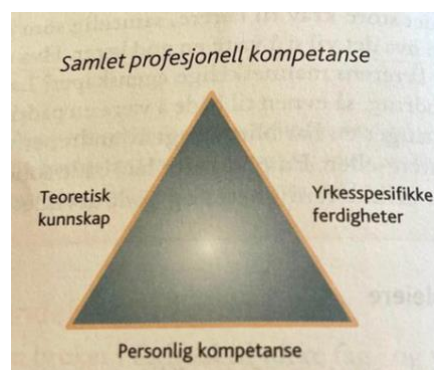 Samlet profesjonell kompetanse
Teoretisk
kunnskap
Yrkesspesifikke
ferdigheter
Personlig kompetanse